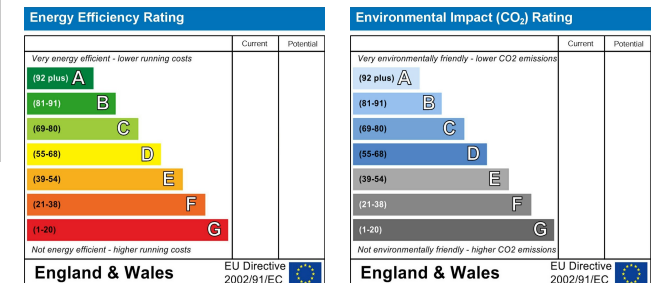 Energy Efficiency Rating
Current Potential
Very energy efficient - lower running costs
(92 plus) A
(81-91) B
(69-80) C
(55-68) D
(39-54) E
(21-38) F
(1-20) G
Not energy efficient - higher running costs
England & Wales
EU Directive
2002/91/EC
Environmental Impact (CO₂) Rating
Current Potential
Very environmentally friendly - lower CO2 emissions
(92 plus) A
(81-91) B
(69-80) C
(55-68) D
(39-54) E
(21-38) F
(1-20) G
Not environmentally friendly - higher CO2 emissions
England & Wales
EU Directive
2002/91/EC